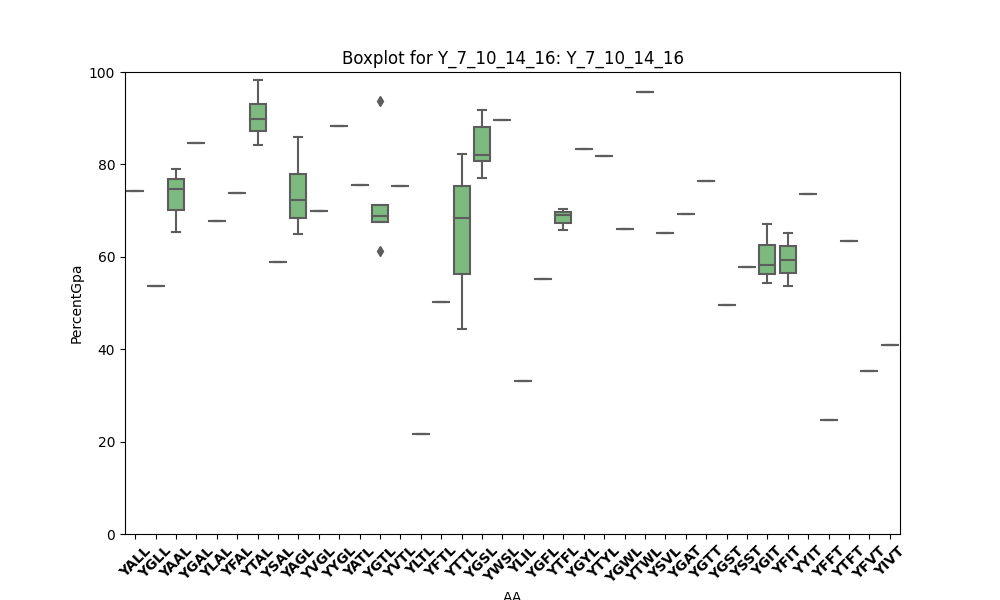 Boxplot for Y_7_10_14_16: Y_7_10_14_16
100
80
60
40
20
0
PercentGpa
YALL YGLL YAAL YGAL YLAL YFAL YTAL YSAL YAGL YVGL YYGL YATL YGTL YVTL YLTL YFTL YTTL YGSL YWSL YLIL YGFL YTFL YGYL YTYL YGWL YTWL YSVL YGAT YGTT YGST YSST YGIT YFIT YYIT YFFT YTFT YFVT YIVT
AA